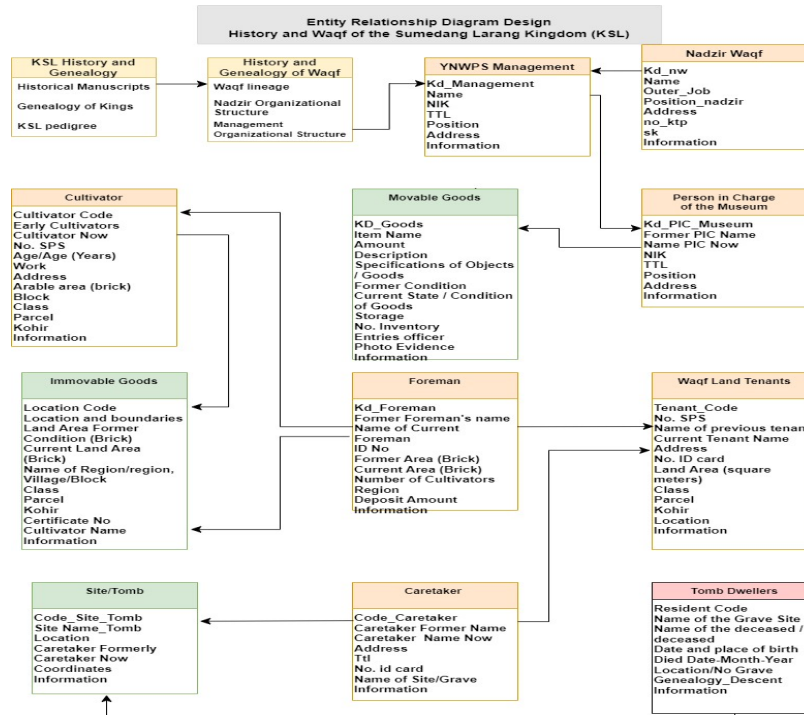 Entity Relationship Diagram Design
History and Waqf of the Sumedang Larang Kingdom (KSL)
KSL History and
Genealogy
Historical Manuscripts
Genealogy of Kings
KSL pedigree
History and
Genealogy of Waqf
Waqf lineage
Nadzir Organizational
Structure
Management
Organizational Structure
YNWPS Management
Kd_Management
Name
NIK
TTL
Position
Address
Information
Nadzir Waqf
Kd_nw
Name
Outer_Job
Position_nadzir
Address
no_ktp
sk
Information
Cultivator
Cultivator Code
Early Cultivators
Cultivator Now
No. SPS
Age/Age (Years)
Work
Address
Arable area (brick)
Block
Class
Parcel
Kohir
Information
Movable Goods
KD_Goods
Item Name
Amount
Description
Specifications of Objects
/ Goods
Former Condition
Current State / Condition
of Goods
Storage
No. Inventory
Entries officer
Photo Evidence
Information
Person in Charge
of the Museum
Kd_PIC_Museum
Former PIC Name
Name PIC Now
NIK
TTL
Position
Address
Information
Immovable Goods
Location Code
Location and boundaries
Land Area Former
Condition (Brick)
Current Land Area
(Brick)
Name of Region/region,
Village/Block
Class
Parcel
Kohir
Certificate No
Cultivator Name
Information
Foreman
Kd_Foreman
Former Foreman's name
Name of Current
Foreman
ID No
Former Area (Brick)
Current Area (Brick)
Number of Cultivators
Region
Deposit Amount
Information
Waqf Land Tenants
Tenant_Code
No. SPS
Name of previous tenan
Current Tenant Name
Address
No. ID card
Land Area (square
meters)
Class
Parcel
Kohir
Location
Information
Site/Tomb
Code_Site_Tomb
Site Name_Tomb
Location
Caretaker Formerly
Caretaker Now
Coordinates
Information
Caretaker
Code_Caretaker
Caretaker Former Name
Caretaker Name Now
Address
Ttl
No. id card
Name of Site/Grave
Information
Tomb Dwellers
Resident Code
Name of the Grave Site
Name of the deceased /
deceased
Date and place of birth
Died Date-Month-Year
Location/No Grave
Genealogy_Descent
Information